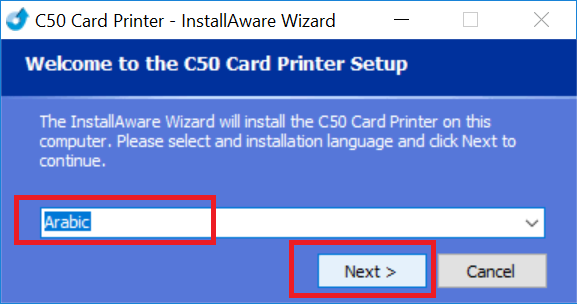 C50 Card Printer - InstallAware Wizard
Welcome to the C50 Card Printer Setup
The InstallAware Wizard will install the C50 Card Printer on this
computer. Please select and installation language and click Next to
continue.
Arabic
Next >
Cancel